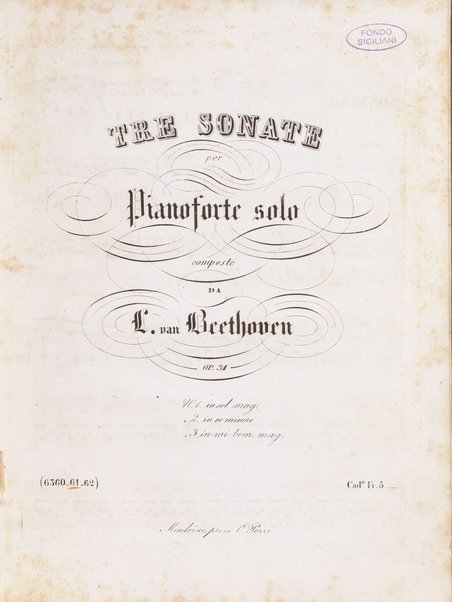 FONDO
SICILIANI
TRE SONATE
per
Pianoforte solo
composte
DA
L. van Beethoven
OP. 31
N.º 1. in sol mag.
2. in re minore
3. in mi bem. mag.
(6360_61_62)
Cad.ª Fr. 5.
Mendrisio, presso C. Pozzi